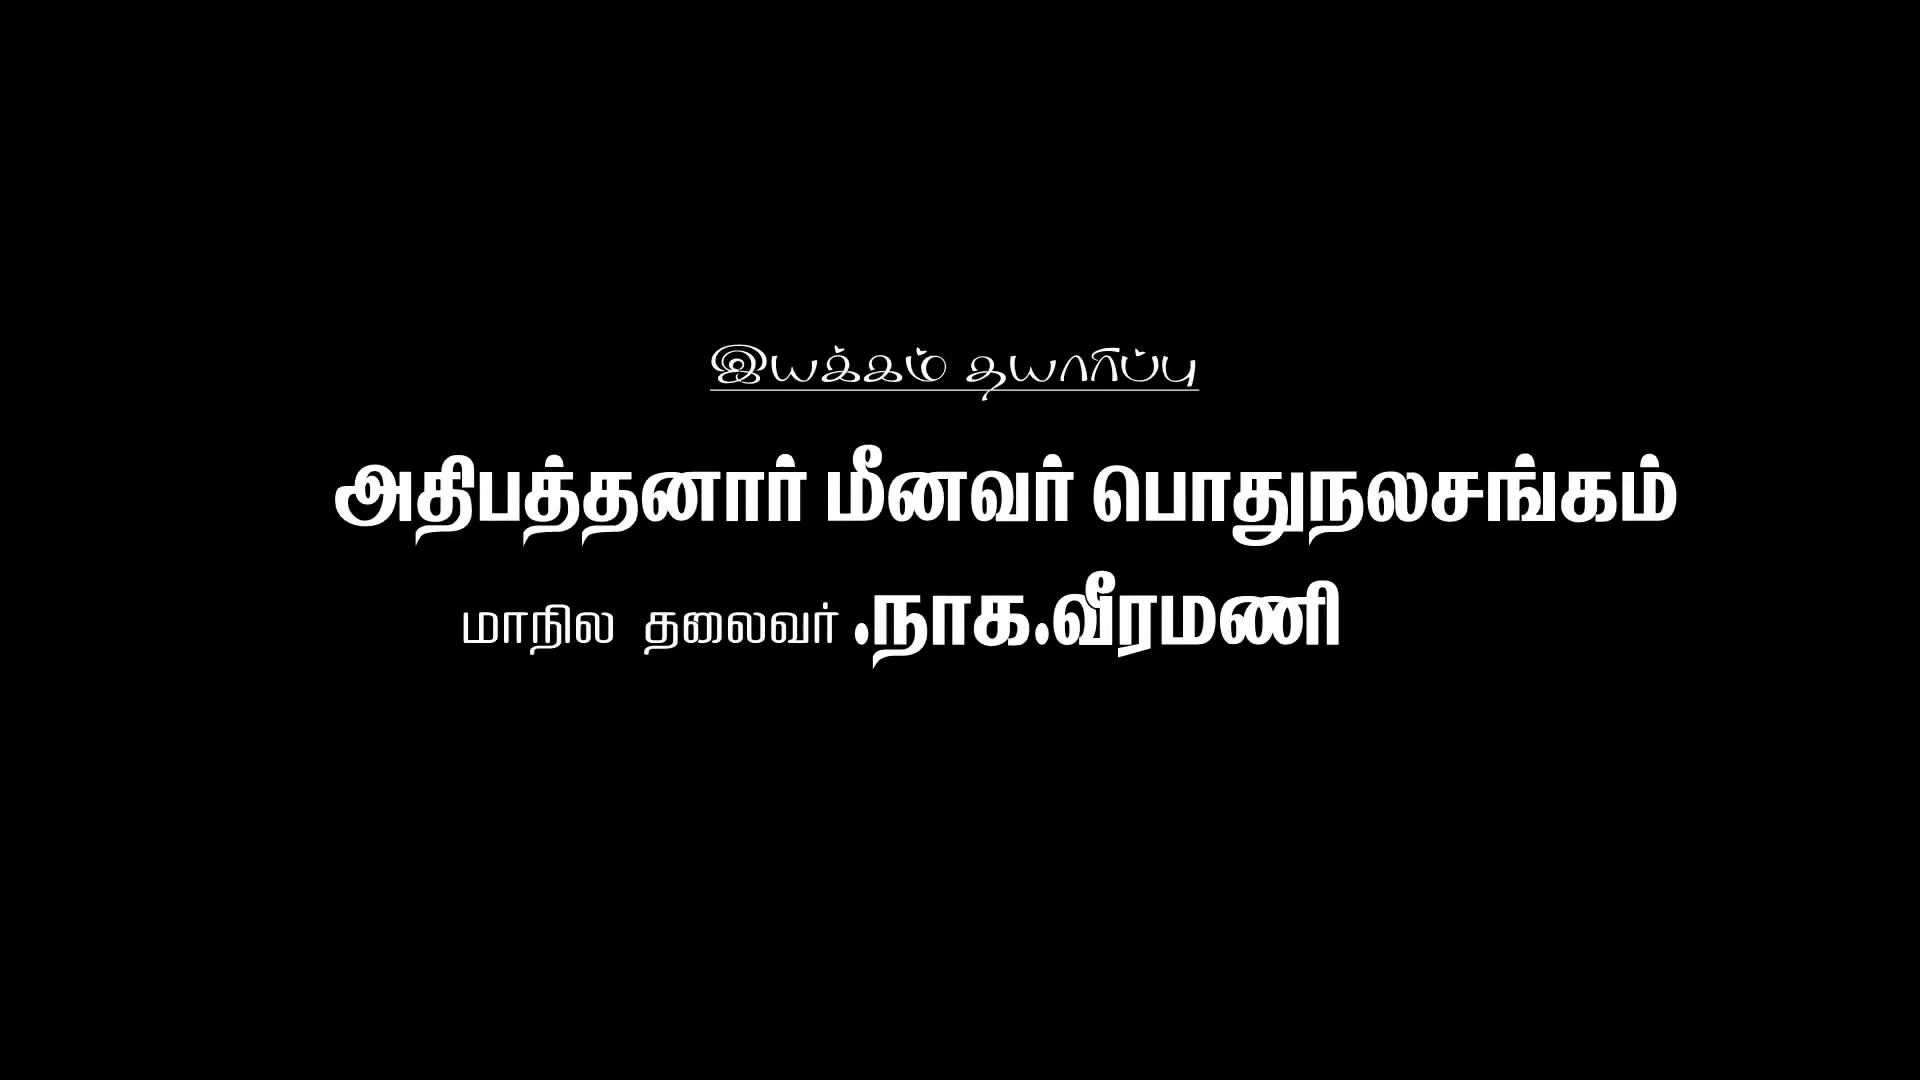 இயக்கம் தயாரிப்பு
அதிபத்தனார் மீனவர் பொதுநலசங்கம்
மாநில தலைவர் .நாக.வீரமணி